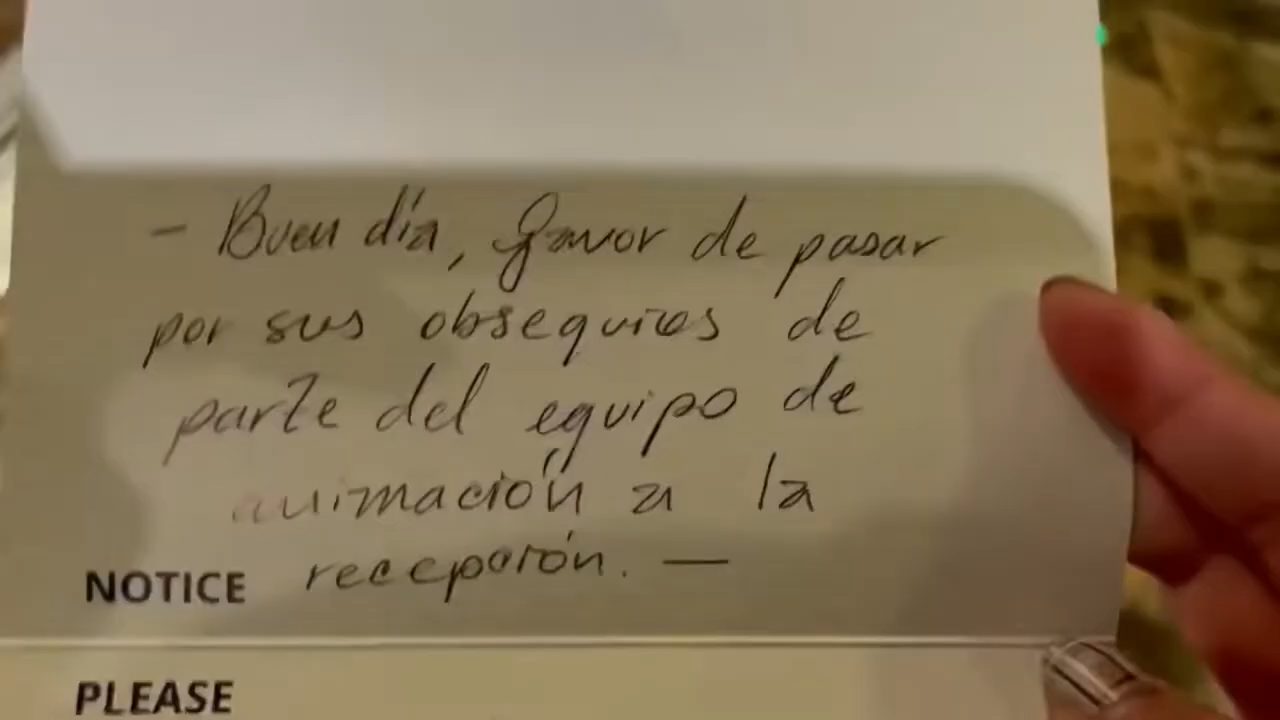 - Buen día, favor de pasar
por sus obsequios de
parte del equipo de
animación a la
NOTICE recepción. —
PLEASE